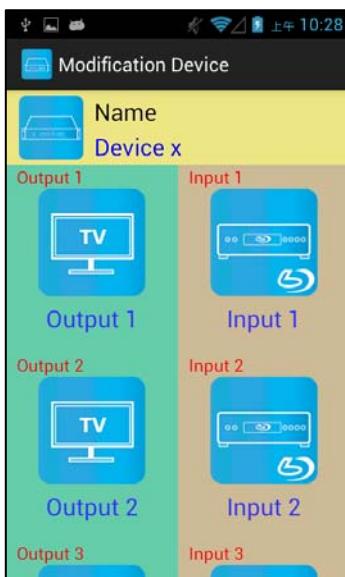 上午 10:28
Modification Device
Name
Device x
Output 1
Input 1
TV
Output 1
Input 1
Output 2
Input 2
TV
Output 2
Input 2
Output 3
Input 3